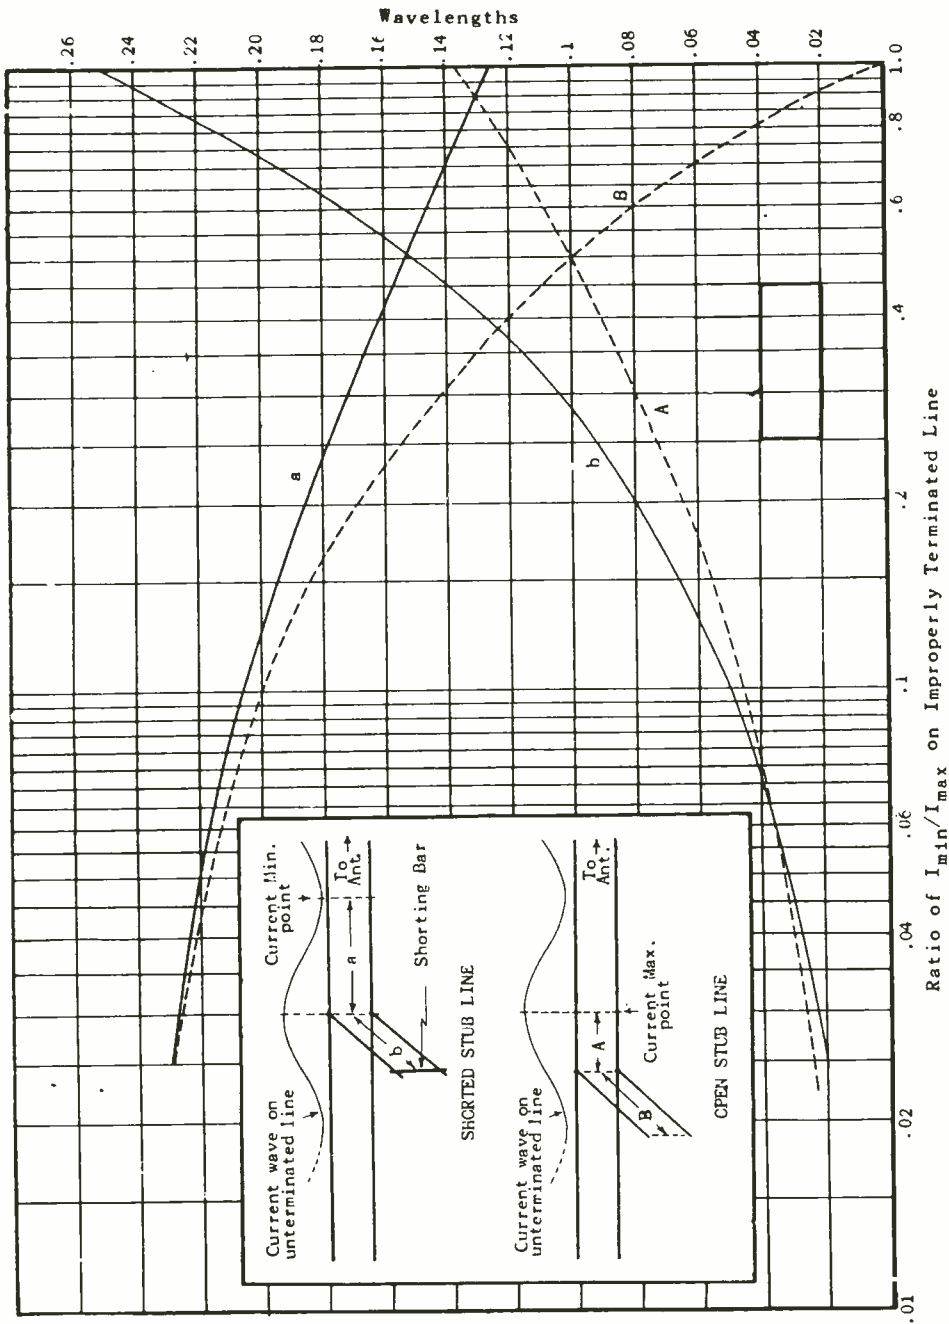 Wavelengths
.26
.24
.22
.20
.18
.16
.14
.12
.1
.08
.06
.04
.02
1.0
.8
.6
.4
.2
.1
.06
.04
.02
.01
a
b
A
B
Ratio of Imin/Imax on Improperly Terminated Line
Current wave on
unterminated line
Current Min.
point
To
Ant.
a
b
Shorting Bar
SHORTED STUB LINE
Current wave on
unterminated line
To
Ant.
A
B
Current Max.
point
OPEN STUB LINE